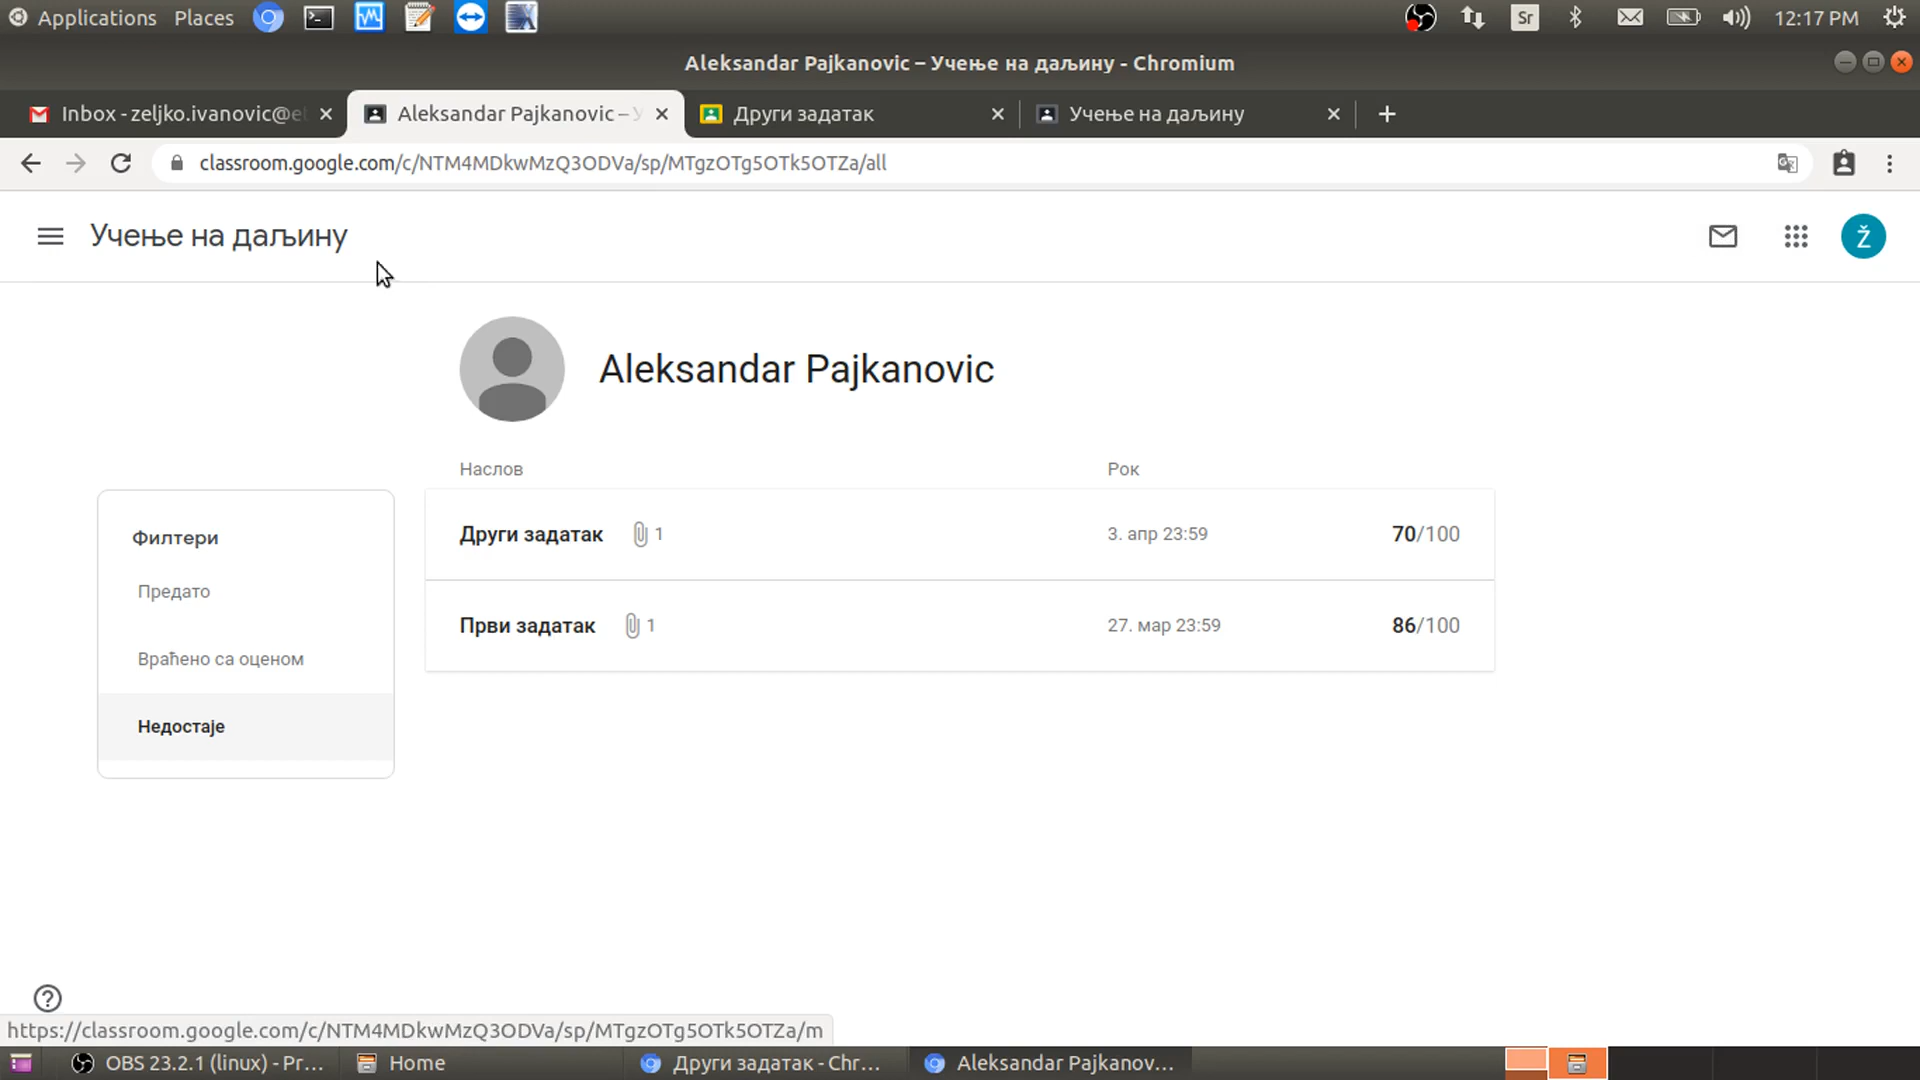 Applications Places Sr 12:17 PM
Aleksandar Pajkanovic – Учење на даљину - Chromium
Inbox - zeljko.ivanovic@e Aleksandar Pajkanovic – У Други задатак Учење на даљину
classroom.google.com/c/NTM4MDkwMzQ3ODVa/sp/MTgzOTg5OTk5OTZa/all
Учење на даљину Ž
Aleksandar Pajkanovic
Наслов Рок
Други задатак 1 3. апр 23:59 70/100
Први задатак 1 27. мар 23:59 86/100
Филтери
Предато
Враћено са оценом
Недостаје
https://classroom.google.com/c/NTM4MDkwMzQ3ODVa/sp/MTgzOTg5OTk5OTZa/m
OBS 23.2.1 (linux) - Pr... Home Други задатак - Chr... Aleksandar Pajkanov...